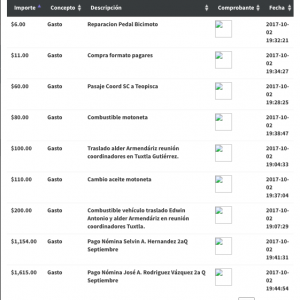 Importe Concepto Descripción Comprobante Fecha
$6.00 Gasto Reparacion Pedal Bicimoto 2017-10-
02
19:32:21
$11.00 Gasto Compra formato pagares 2017-10-
02
19:34:27
$60.00 Gasto Pasaje Coord SC a Teopisca 2017-10-
02
19:28:25
$80.00 Gasto Combustible motoneta 2017-10-
02
19:38:47
$100.00 Gasto Traslado alder Armendáriz reunión 2017-10-
coordinadores en Tuxtla Gutiérrez. 02
19:04:33
$110.00 Gasto Cambio aceite motoneta 2017-10-
02
19:37:04
$200.00 Gasto Combustible vehículo traslado Edwin 2017-10-
Antonio y alder Armendáriz en reunión 02
coordinadores Tuxtla. 19:07:29
$1,154.00 Gasto Pago Nómina Selvin A. Hernandez 2aQ 2017-10-
Septiembre 02
19:41:31
$1,615.00 Gasto Pago Nómina José A. Rodriguez Vázquez 2a Q 2017-10-
Septiembre 02
19:44:54